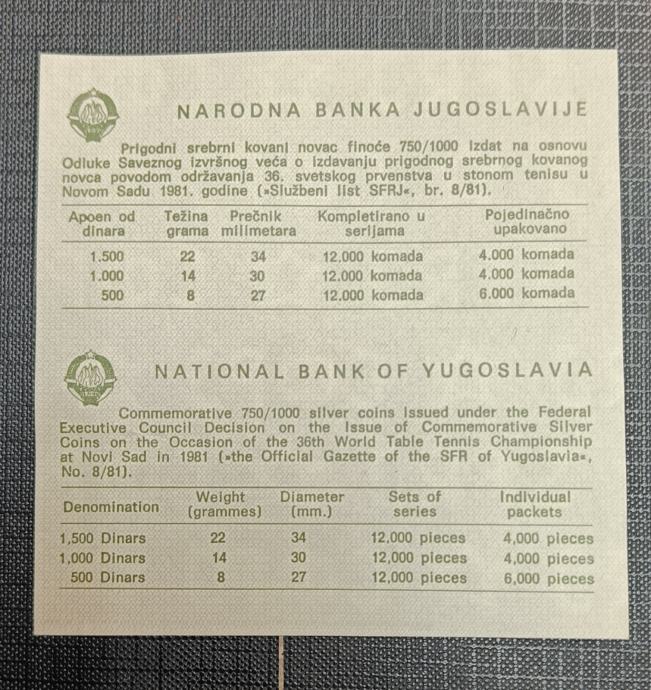 NARODNA BANKA JUGOSLAVIJE
Prigodni srebrni kovani novac finoće 750/1000 izdat na osnovu
Odluke Saveznog izvršnog veća o izdavanju prigodnog srebrnog kovanog
novca povodom održavanja 36. svetskog prvenstva u stonom tenisu u
Novom Sadu 1981. godine (»Službeni list SFRJ«, br. 8/81).
Apoen od Težina Prečnik Kompletirano u Pojedinačno
dinara grama milimetara serijama upakovano
1.500 22 34 12.000 komada 4.000 komada
1.000 14 30 12.000 komada 4.000 komada
500 8 27 12.000 komada 6.000 komada
NATIONAL BANK OF YUGOSLAVIA
Commemorative 750/1000 silver coins issued under the Federal
Executive Council Decision on the Issue of Commemorative Silver
Coins on the Occasion of the 36th World Table Tennis Championship
at Novi Sad in 1981 (»the Official Gazette of the SFR of Yugoslavia«,
No. 8/81).
Denomination Weight Diameter Sets of Individual
(grammes) (mm.) series packets
1,500 Dinars 22 34 12,000 pieces 4,000 pieces
1,000 Dinars 14 30 12,000 pieces 4,000 pieces
500 Dinars 8 27 12,000 pieces 6,000 pieces